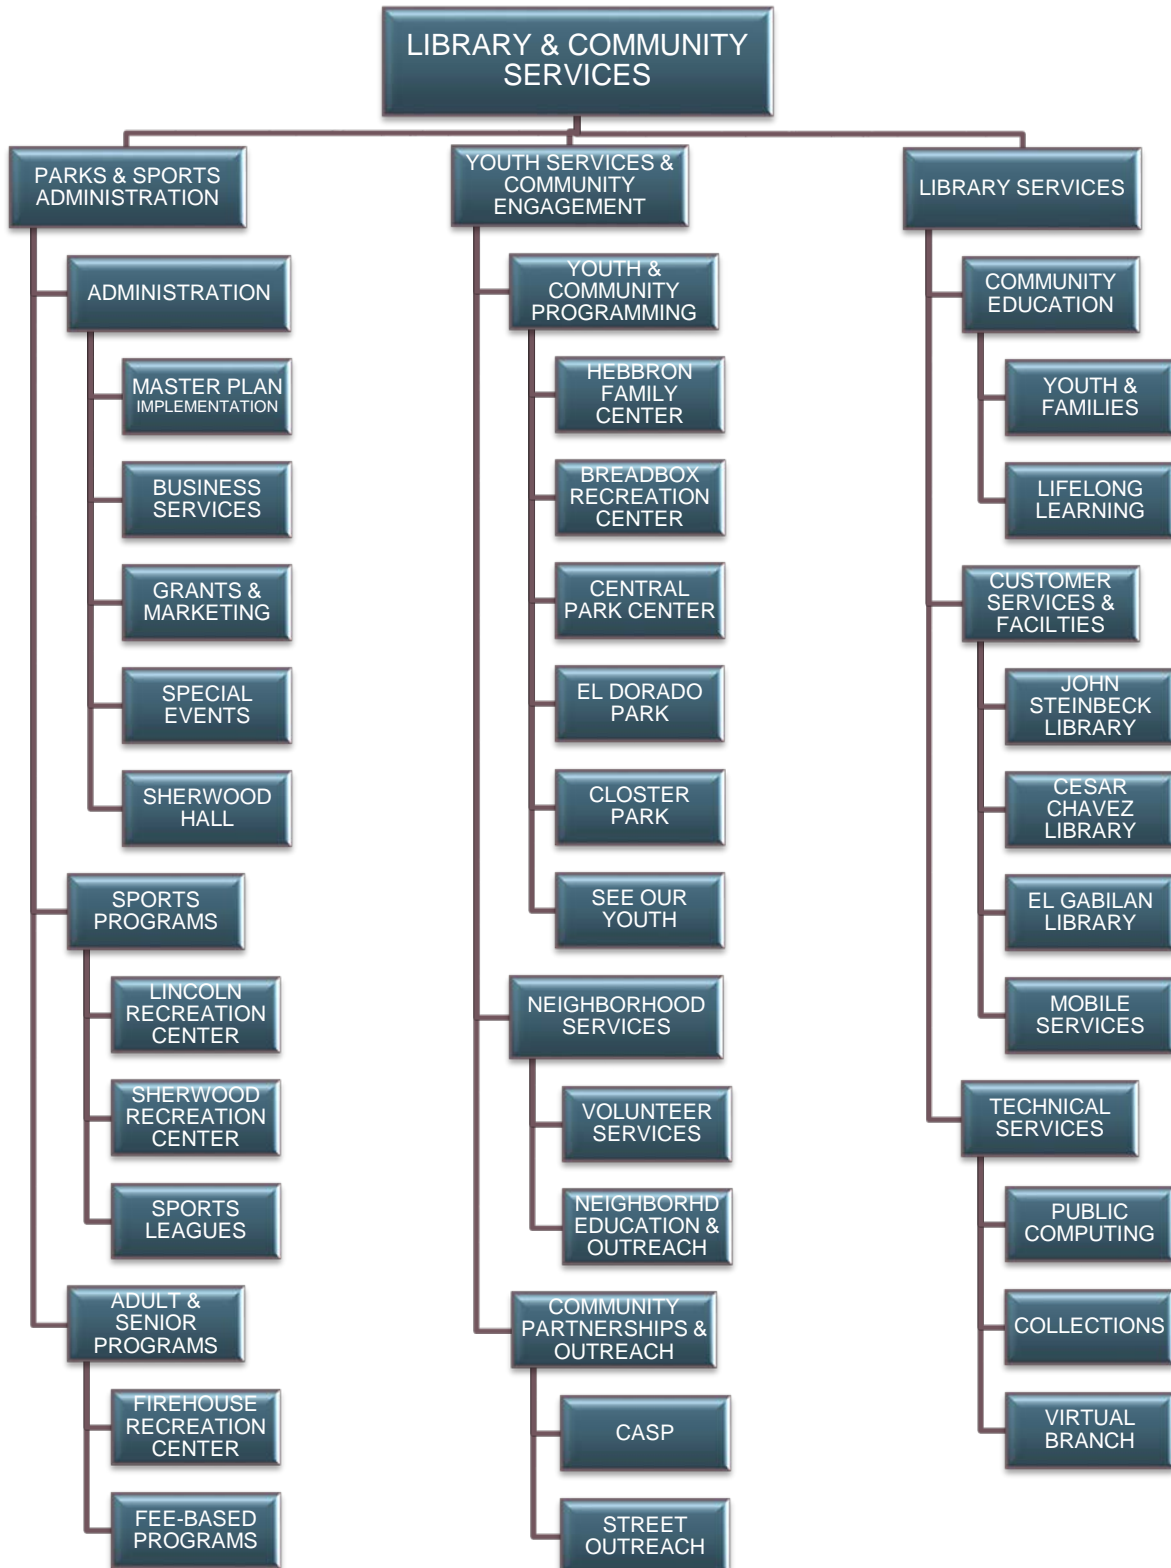 LIBRARY & COMMUNITY
SERVICES
PARKS & SPORTS
ADMINISTRATION
ADMINISTRATION
MASTER PLAN
IMPLEMENTATION
BUSINESS
SERVICES
GRANTS &
MARKETING
SPECIAL
EVENTS
SHERWOOD
HALL
SPORTS
PROGRAMS
LINCOLN
RECREATION
CENTER
SHERWOOD
RECREATION
CENTER
SPORTS
LEAGUES
ADULT &
SENIOR
PROGRAMS
FIREHOUSE
RECREATION
CENTER
FEE-BASED
PROGRAMS
YOUTH SERVICES &
COMMUNITY
ENGAGEMENT
YOUTH &
COMMUNITY
PROGRAMMING
HEBBRON
FAMILY
CENTER
BREADBOX
RECREATION
CENTER
CENTRAL
PARK CENTER
EL DORADO
PARK
CLOSTER
PARK
SEE OUR
YOUTH
NEIGHBORHOOD
SERVICES
VOLUNTEER
SERVICES
NEIGHBORHD
EDUCATION &
OUTREACH
COMMUNITY
PARTNERSHIPS &
OUTREACH
CASP
STREET
OUTREACH
LIBRARY SERVICES
COMMUNITY
EDUCATION
YOUTH &
FAMILIES
LIFELONG
LEARNING
CUSTOMER
SERVICES &
FACILTIES
JOHN
STEINBECK
LIBRARY
CESAR
CHAVEZ
LIBRARY
EL GABILAN
LIBRARY
MOBILE
SERVICES
TECHNICAL
SERVICES
PUBLIC
COMPUTING
COLLECTIONS
VIRTUAL
BRANCH